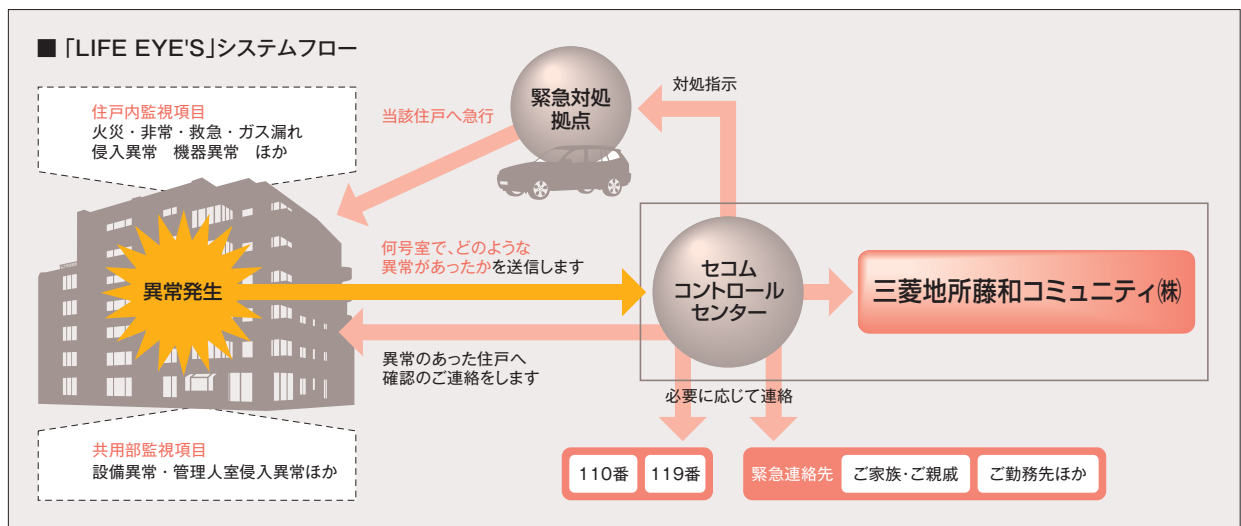 ■「LIFE EYE'S」システムフロー
住戸内監視項目
火災・非常・救急・ガス漏れ
侵入異常　機器異常　ほか
当該住戸へ急行
緊急対処
拠点
対処指示
異常発生
何号室で、どのような
異常があったかを送信します
セコム
コントロール
センター
三菱地所藤和コミュニティ㈱
異常のあった住戸へ
確認のご連絡をします
必要に応じて連絡
共用部監視項目
設備異常・管理人室侵入異常ほか
110番
119番
緊急連絡先
ご家族・ご親戚
ご勤務先ほか